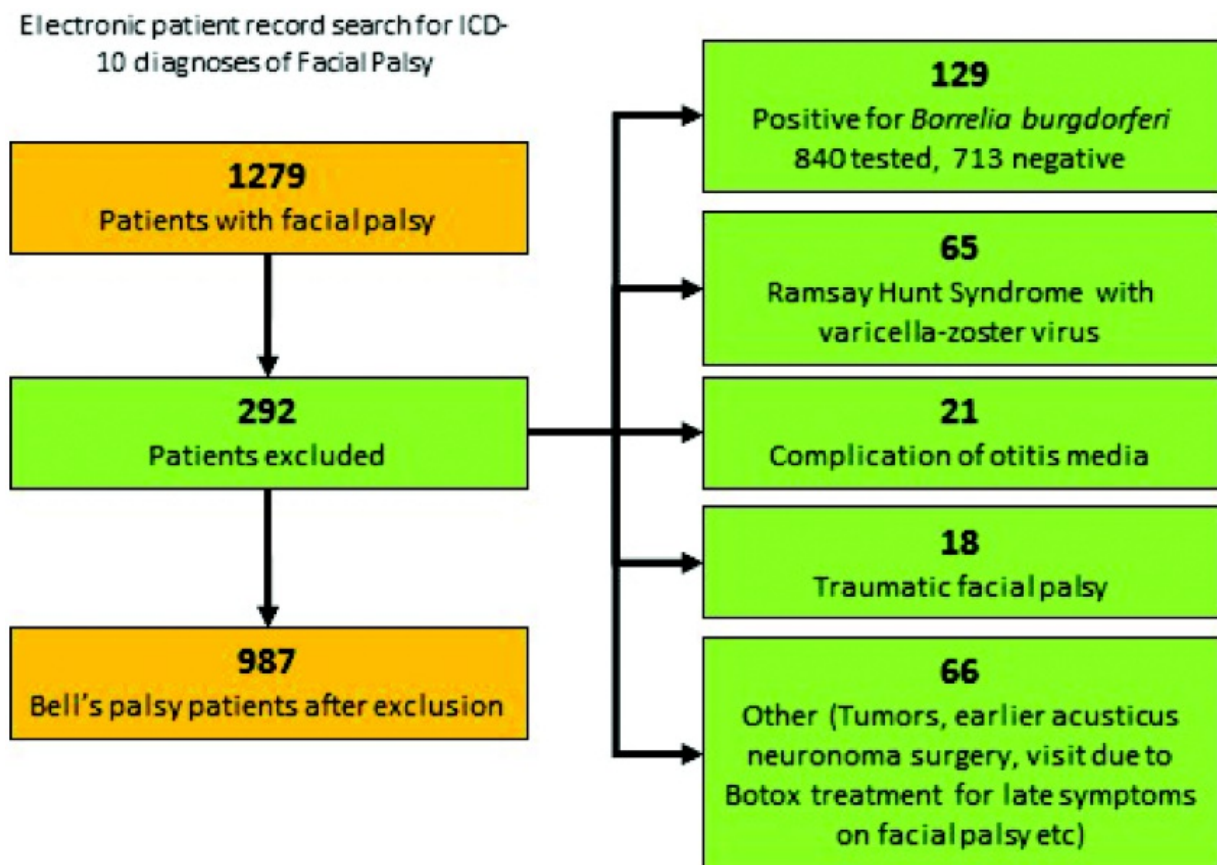 Electronic patient record search for ICD-
10 diagnoses of Facial Palsy
1279
Patients with facial palsy
292
Patients excluded
987
Bell's palsy patients after exclusion
129
Positive for Borrelia burgdorferi
840 tested, 713 negative
65
Ramsay Hunt Syndrome with
varicella-zoster virus
21
Complication of otitis media
18
Traumatic facial palsy
66
Other (Tumors, earlier acusticus
neuronoma surgery, visit due to
Botox treatment for late symptoms
on facial palsy etc)